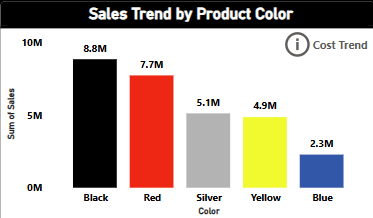 Sales Trend by Product Color
i Cost Trend
10M
5M
0M
Sum of Sales
8.8M
7.7M
5.1M
4.9M
2.3M
Black Red Silver Yellow Blue
Color